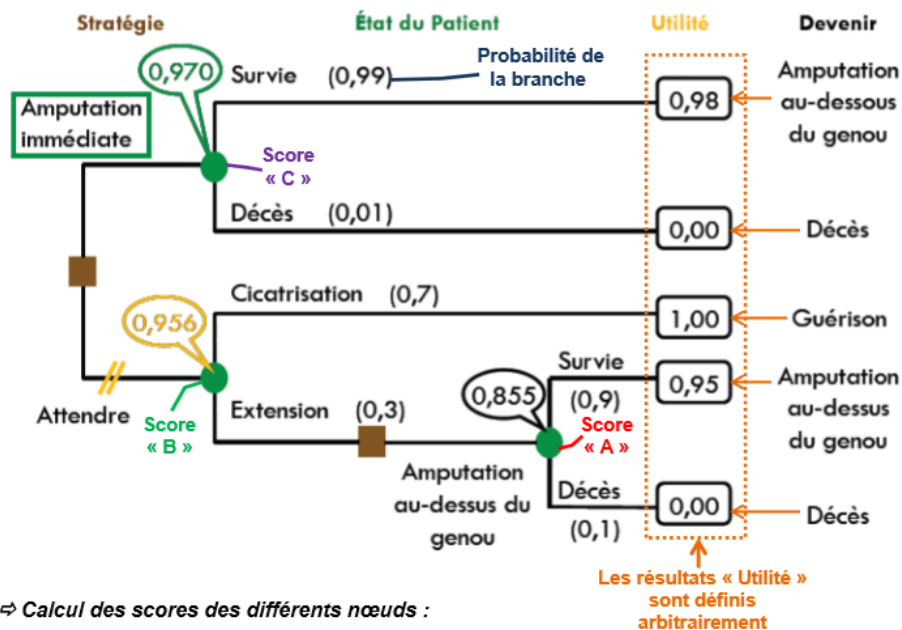 Stratégie
État du Patient
Utilité
Devenir
0,970
Survie (0,99)
Probabilité de
la branche
0,98
Amputation
au-dessous
du genou
Amputation
immédiate
Score
« C »
Décès (0,01)
0,00
Décès
Cicatrisation (0,7)
0,956
1,00
Guérison
Survie
(0,9)
0,95
Amputation
au-dessus
du genou
0,855
Attendre
Score
« B »
Extension (0,3)
Score
« A »
Amputation
au-dessus du
genou
Décès
(0,1)
0,00
Décès
Les résultats « Utilité »
sont définis
arbitrairement
⇨ Calcul des scores des différents nœuds :